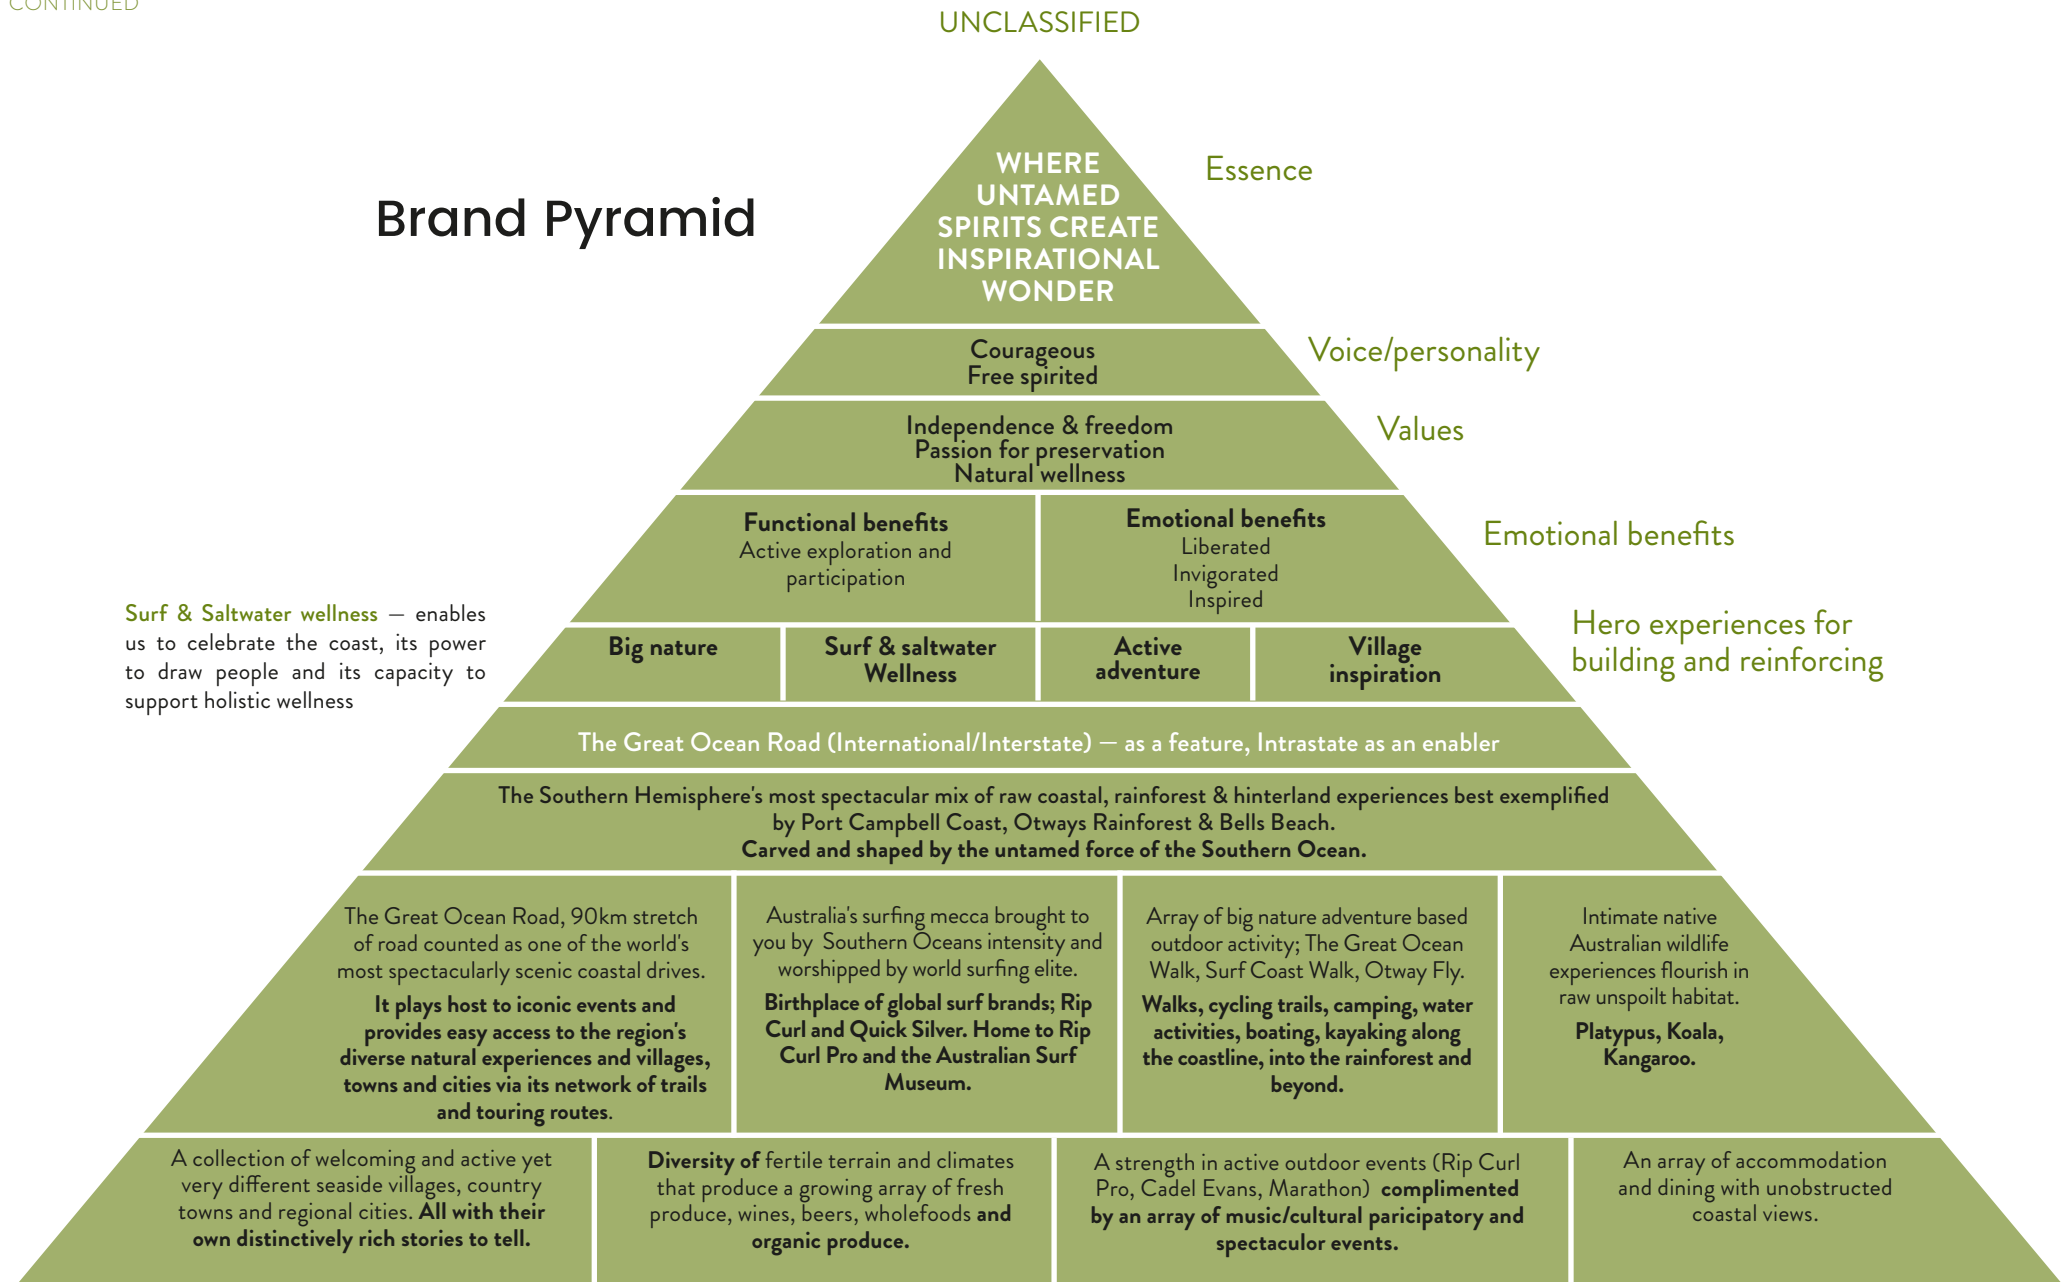 CONTINUED
UNCLASSIFIED
Brand Pyramid
WHERE
UNTAMED
SPIRITS CREATE
INSPIRATIONAL
WONDER
Essence
Courageous
Free spirited
Voice/personality
Independence & freedom
Passion for preservation
Natural wellness
Values
Functional benefits
Active exploration and
participation
Emotional benefits
Liberated
Invigorated
Inspired
Emotional benefits
Surf & Saltwater wellness — enables
us to celebrate the coast, its power
to draw people and its capacity to
support holistic wellness
Big nature
Surf & saltwater
Wellness
Active
adventure
Village
inspiration
Hero experiences for
building and reinforcing
The Great Ocean Road (International/Interstate) — as a feature, Intrastate as an enabler
The Southern Hemisphere's most spectacular mix of raw coastal, rainforest & hinterland experiences best exemplified
by Port Campbell Coast, Otways Rainforest & Bells Beach.
Carved and shaped by the untamed force of the Southern Ocean.
The Great Ocean Road, 90km stretch
of road counted as one of the world's
most spectacularly scenic coastal drives.
It plays host to iconic events and
provides easy access to the region's
diverse natural experiences and villages,
towns and cities via its network of trails
and touring routes.
Australia's surfing mecca brought to
you by Southern Oceans intensity and
worshipped by world surfing elite.
Birthplace of global surf brands; Rip
Curl and Quick Silver. Home to Rip
Curl Pro and the Australian Surf
Museum.
Array of big nature adventure based
outdoor activity; The Great Ocean
Walk, Surf Coast Walk, Otway Fly.
Walks, cycling trails, camping, water
activities, boating, kayaking along
the coastline, into the rainforest and
beyond.
Intimate native
Australian wildlife
experiences flourish in
raw unspoilt habitat.
Platypus, Koala,
Kangaroo.
A collection of welcoming and active yet
very different seaside villages, country
towns and regional cities. All with their
own distinctively rich stories to tell.
Diversity of fertile terrain and climates
that produce a growing array of fresh
produce, wines, beers, wholefoods and
organic produce.
A strength in active outdoor events (Rip Curl
Pro, Cadel Evans, Marathon) complimented
by an array of music/cultural paricipatory and
spectaculor events.
An array of accommodation
and dining with unobstructed
coastal views.